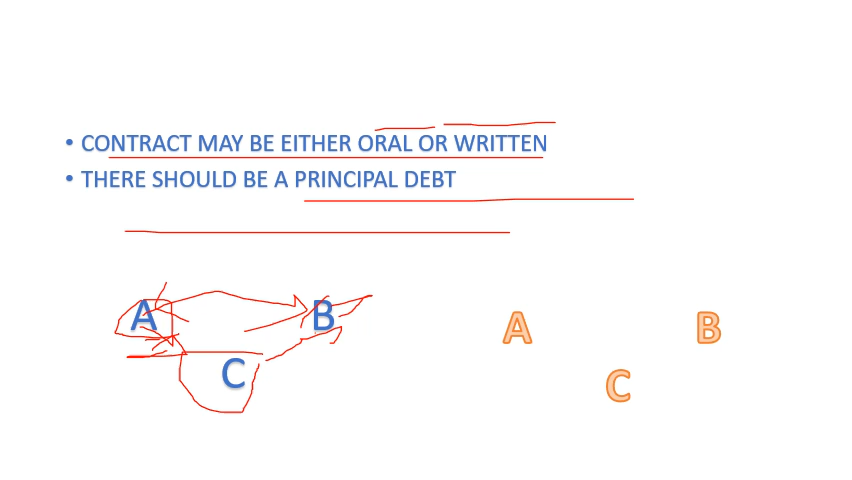 • CONTRACT MAY BE EITHER ORAL OR WRITTEN
• THERE SHOULD BE A PRINCIPAL DEBT
A B A B
C C